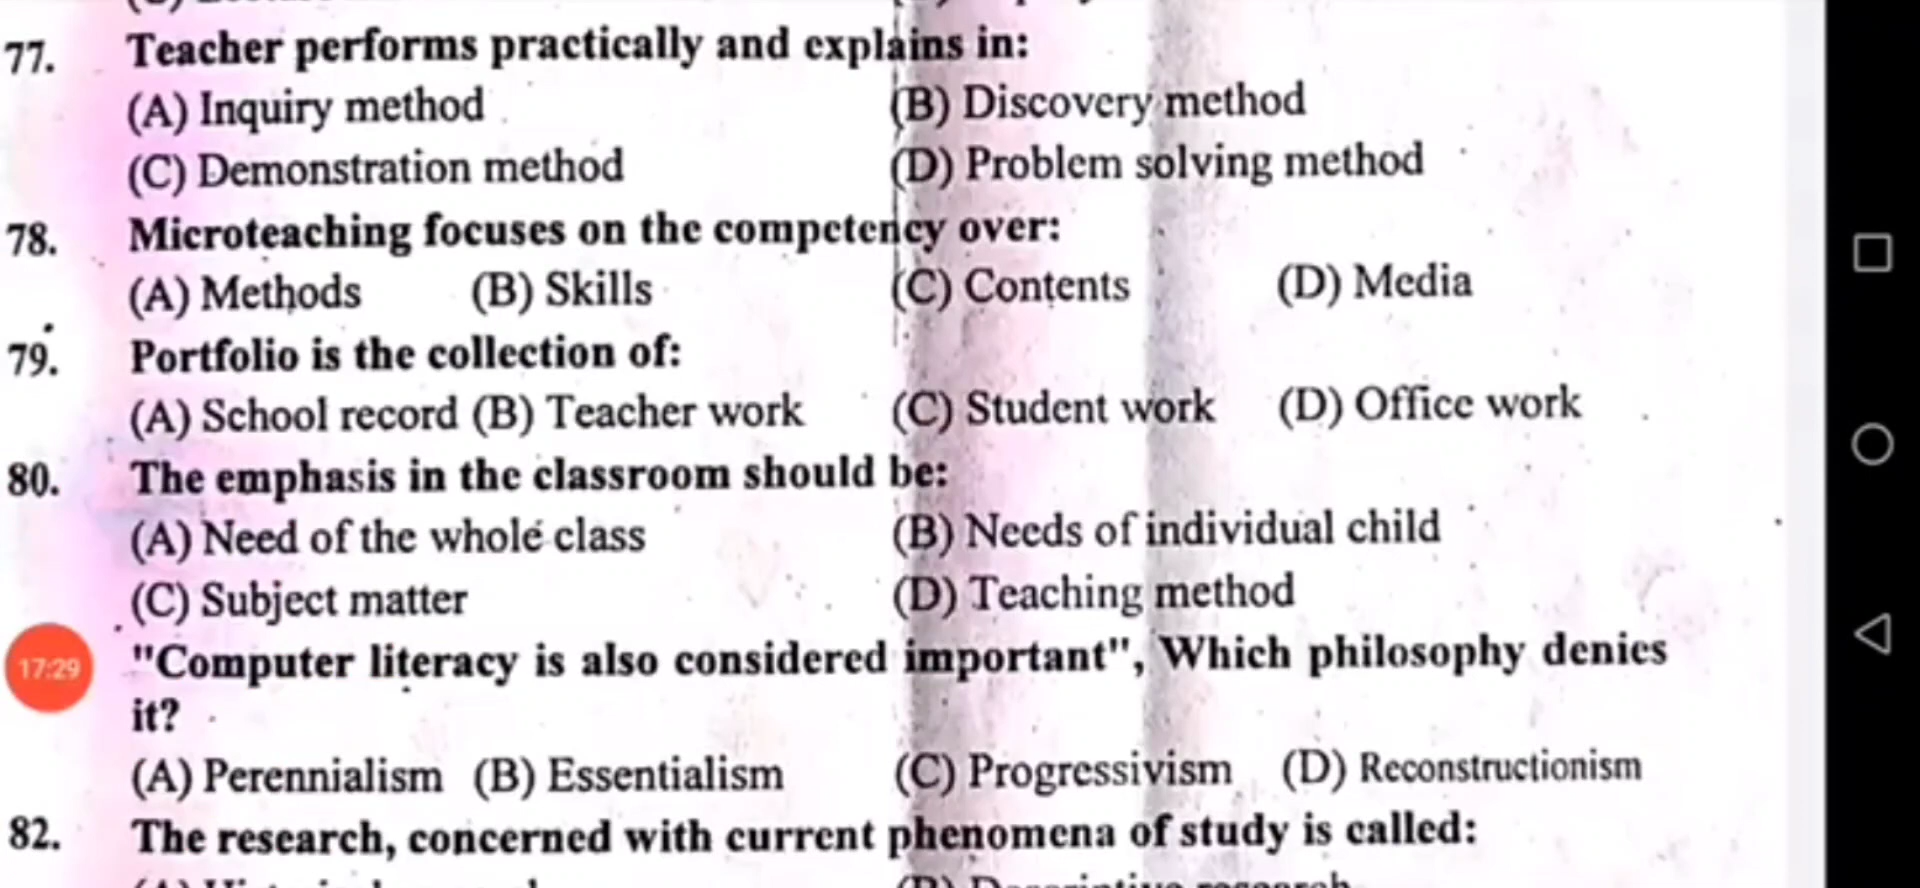 77. Teacher performs practically and explains in:
(A) Inquiry method (B) Discovery method
(C) Demonstration method (D) Problem solving method
78. Microteaching focuses on the competency over:
(A) Methods (B) Skills (C) Contents (D) Media
79. Portfolio is the collection of:
(A) School record (B) Teacher work (C) Student work (D) Office work
80. The emphasis in the classroom should be:
(A) Need of the whole class (B) Needs of individual child
(C) Subject matter (D) Teaching method
17:29 "Computer literacy is also considered important", Which philosophy denies
it?
(A) Perennialism (B) Essentialism (C) Progressivism (D) Reconstructionism
82. The research, concerned with current phenomena of study is called: